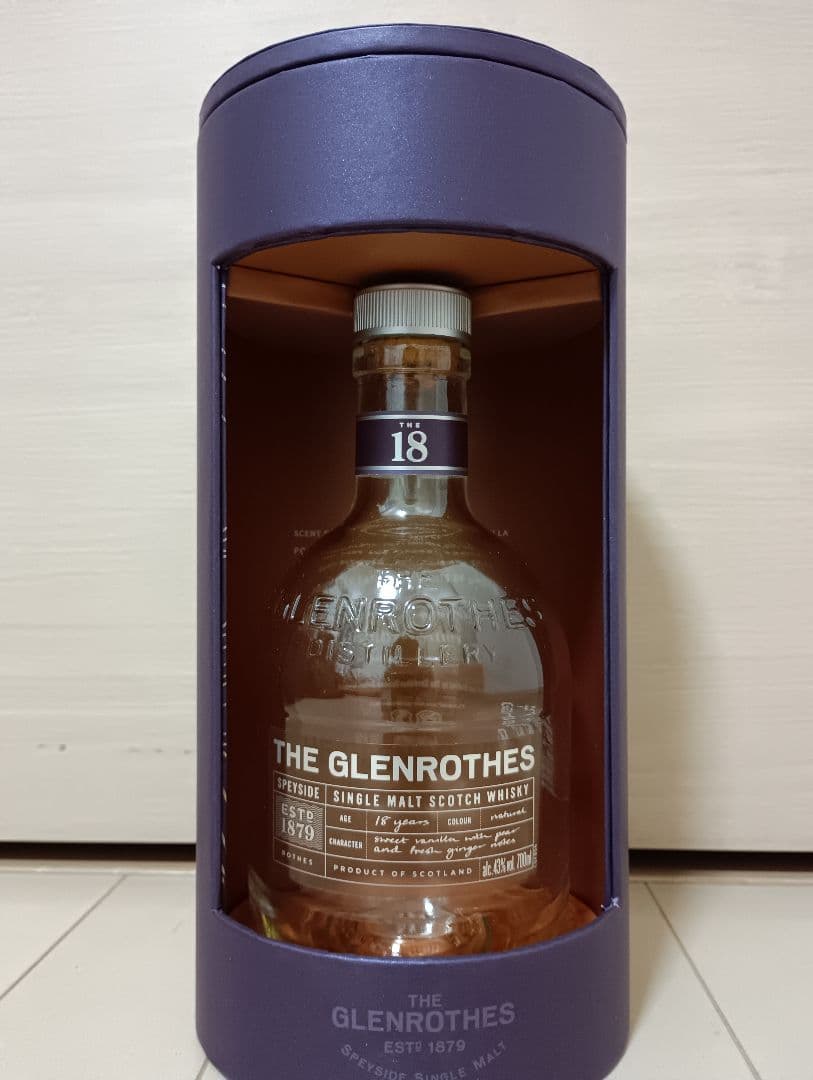 THE
18
THE
GLENROTHES
DISTILLERY
THE GLENROTHES
SPEYSIDE
SINGLE MALT SCOTCH WHISKY
ESTD
1879
ROTHES
AGE 18 years COLOUR natural
CHARACTER sweet vanilla with pear
and fresh ginger notes
PRODUCT OF SCOTLAND
alc. 43% vol. 700ml
THE
GLENROTHES
ESTD 1879
SPEYSIDE SINGLE MALT